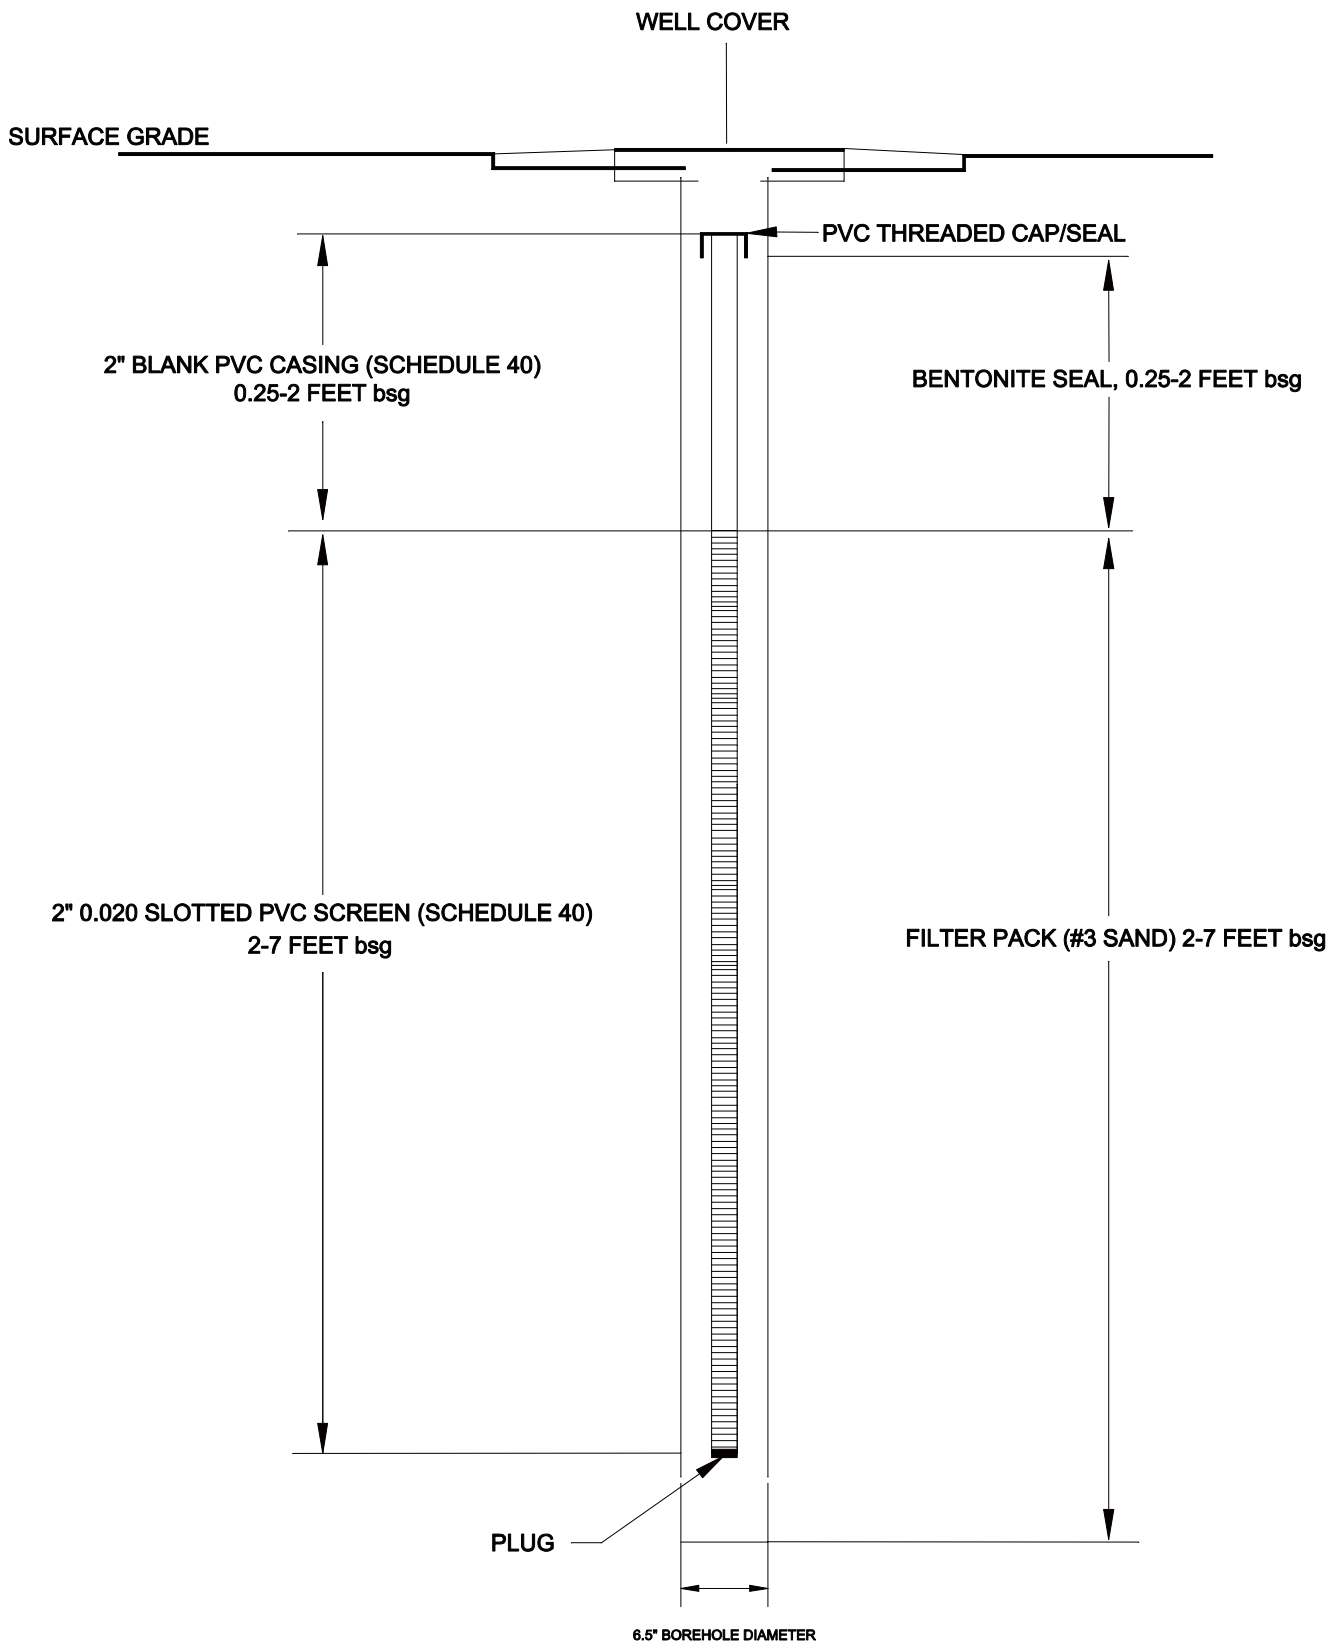 WELL COVER
SURFACE GRADE
PVC THREADED CAP/SEAL
2" BLANK PVC CASING (SCHEDULE 40)
0.25-2 FEET bsg
BENTONITE SEAL, 0.25-2 FEET bsg
2" 0.020 SLOTTED PVC SCREEN (SCHEDULE 40)
2-7 FEET bsg
FILTER PACK (#3 SAND) 2-7 FEET bsg
PLUG
6.5" BOREHOLE DIAMETER